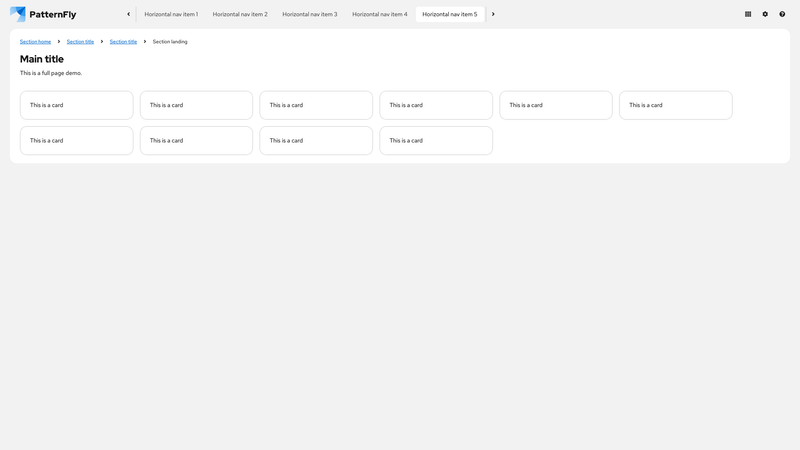 PatternFly
Horizontal nav item 1
Horizontal nav item 2
Horizontal nav item 3
Horizontal nav item 4
Horizontal nav item 5
Section home
Section title
Section title
Section landing
Main title
This is a full page demo.
This is a card
This is a card
This is a card
This is a card
This is a card
This is a card
This is a card
This is a card
This is a card
This is a card